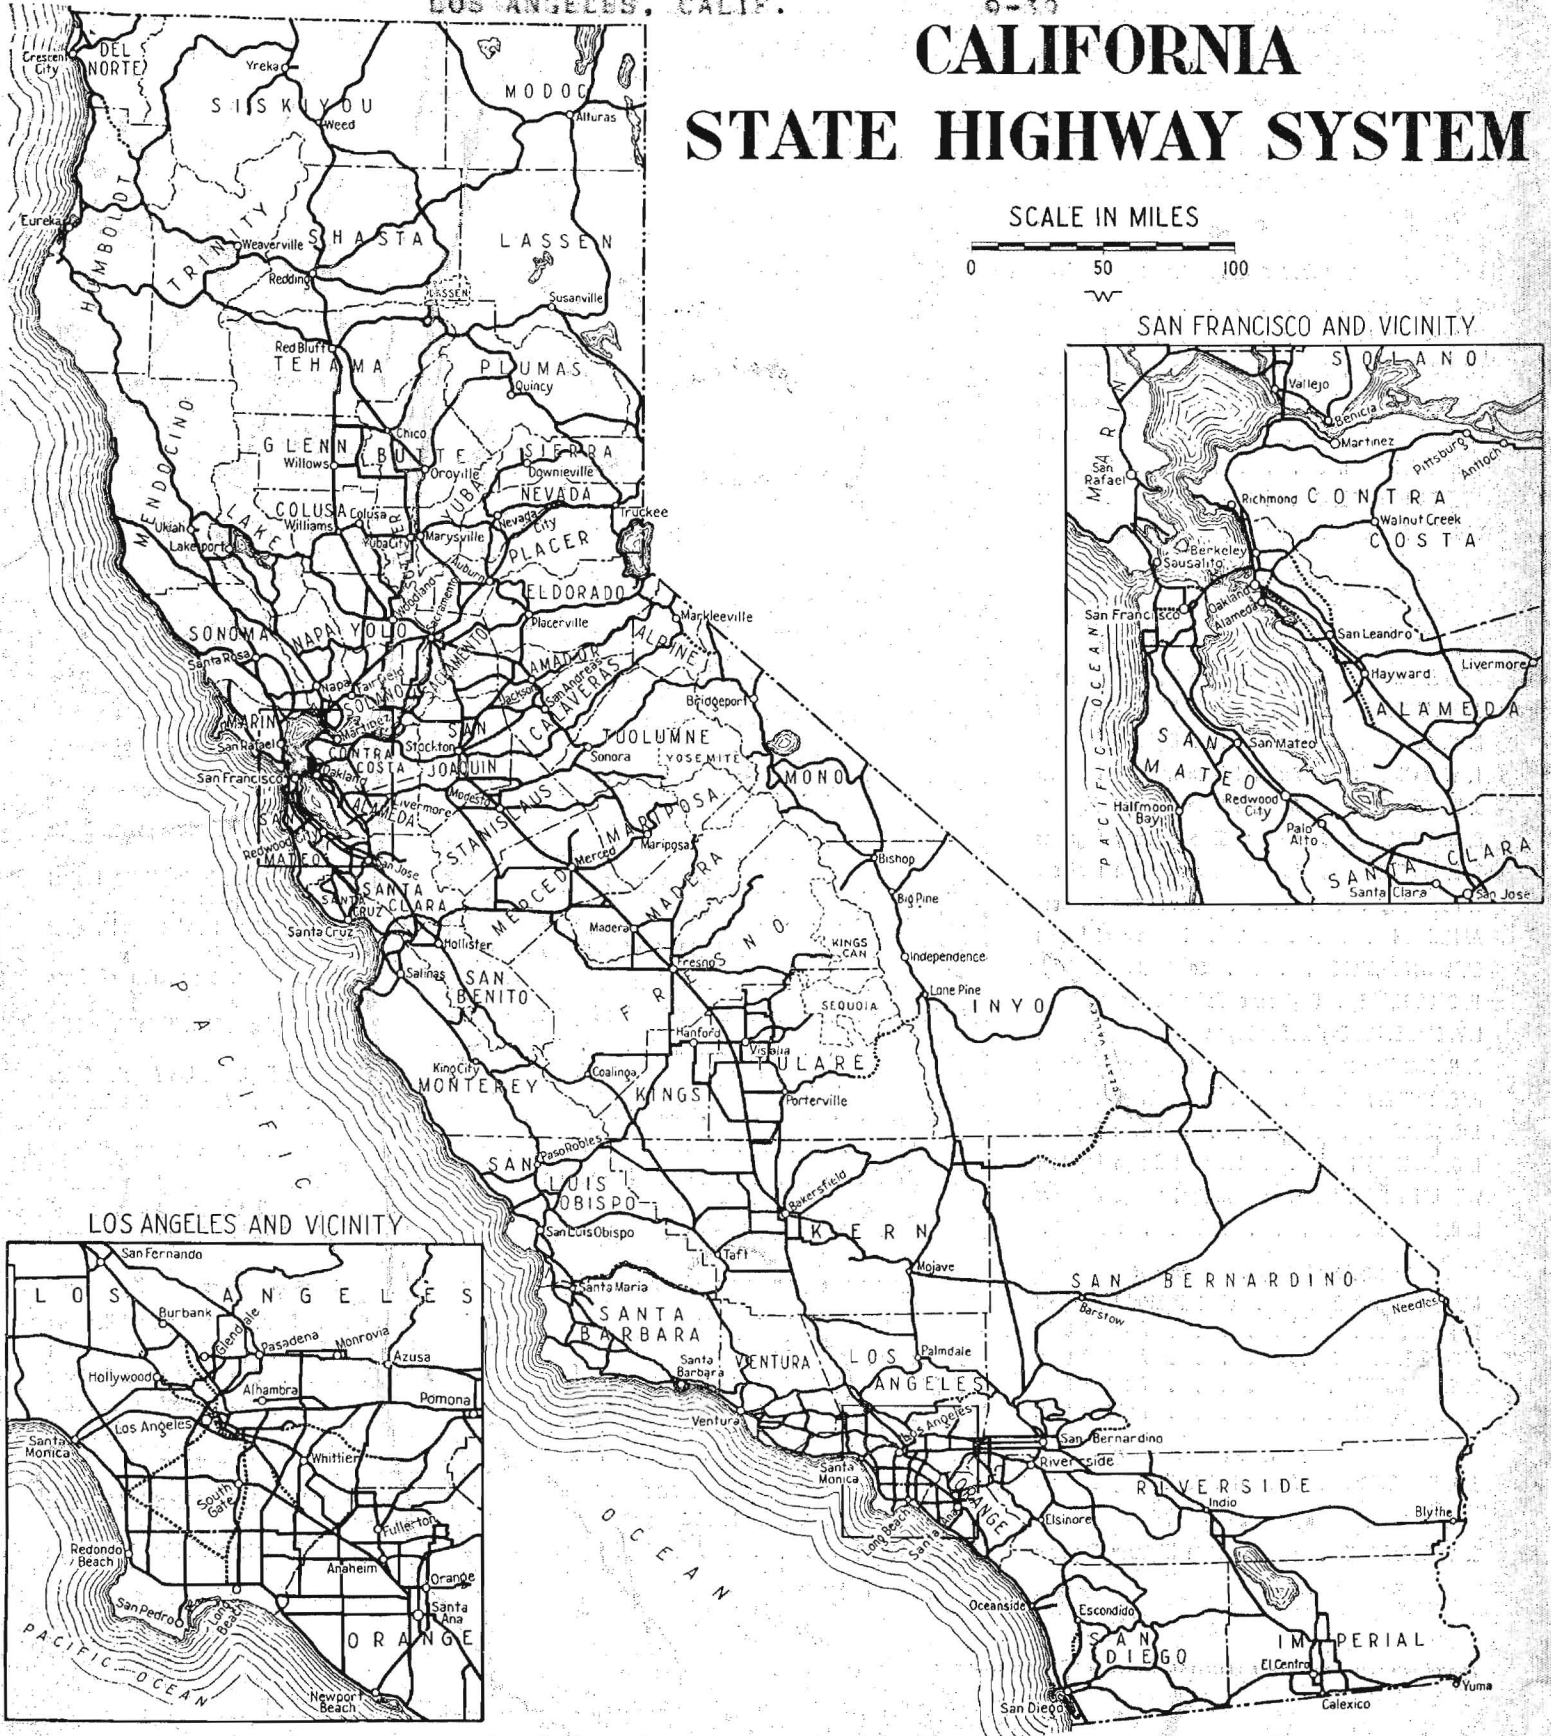 LOS ANGELES, CALIF. 9-39
CALIFORNIA
STATE HIGHWAY SYSTEM
SCALE IN MILES
0 50 100
SAN FRANCISCO AND VICINITY
SOLANO
Vallejo
Benicia
MARIN
Martinez
Pittsburg
Antioch
San
Rafael
Richmond
CONTRA
COSTA
Walnut Creek
Berkeley
Sausalito
Oakland
Alameda
San Francisco
San Leandro
Hayward
Livermore
ALAMEDA
PACIFIC OCEAN
SAN
MATEO
San Mateo
Halfmoon
Bay
Redwood
City
Palo
Alto
SANTA CLARA
Santa Clara
San Jose
Crescent
City
DEL
NORTE
Yreka
SISKIYOU
MODOC
Weed
Alturas
Eureka
HUMBOLDT
TRINITY
Weaverville
SHASTA
LASSEN
Redding
LASSEN
Susanville
Red Bluff
TEHAMA
PLUMAS
Quincy
MENDOCINO
GLENN
Chico
BUTTE
SIERRA
Willows
Oroville
Downieville
YUBA
NEVADA
LAKE
COLUSA
Colusa
Williams
Nevada
City
Truckee
Ukiah
Lakeport
Yuba City
Marysville
PLACER
Auburn
Woodland
Sacramento
ELDORADO
Placerville
Markleeville
SONOMA
NAPA
YOLO
SACRAMENTO
AMADOR
ALPINE
Santa Rosa
Napa
Fairfield
SOLANO
Jackson
San Andreas
CALAVERAS
Bridgeport
MARIN
Martinez
SAN
JOAQUIN
Stockton
TUOLUMNE
San Rafael
CONTRA
COSTA
Sonora
YOSEMITE
MONO
San Francisco
Oakland
ALAMEDA
Livermore
Modesto
STANISLAUS
MARIPOSA
SAN
MATEO
Redwood City
San Jose
Merced
Mariposa
Bishop
SANTA
CLARA
SANTA
CRUZ
MERCED
MADERA
Big Pine
Santa Cruz
Hollister
Madera
KINGS
CAN
Independence
Salinas
Fresno
FRESNO
SAN
BENITO
SEQUOIA
Lone Pine
INYO
DEATH VALLEY
Hanford
Visalia
King City
Coalinga
TULARE
MONTEREY
KINGS
Porterville
PACIFIC
OCEAN
Paso Robles
SAN
LUIS
OBISPO
Bakersfield
San Luis Obispo
Taft
KERN
Mojave
SAN BERNARDINO
Barstow
Needles
Santa Maria
SANTA
BARBARA
Santa
Barbara
VENTURA
LOS
ANGELES
Palmdale
Ventura
Los Angeles
San Bernardino
Santa
Monica
Riverside
RIVERSIDE
ORANGE
Indio
Long Beach
Santa Ana
Elsinore
Blythe
Oceanside
Escondido
SAN
DIEGO
IMPERIAL
El Centro
San Diego
Calexico
Yuma
LOS ANGELES AND VICINITY
San Fernando
LOS ANGELES
Burbank
Glendale
Pasadena
Monrovia
Azusa
Hollywood
Alhambra
Pomona
Los Angeles
Santa
Monica
Whittier
South
Gate
Fullerton
Redondo
Beach
Anaheim
Orange
San Pedro
Long
Beach
Santa
Ana
ORANGE
PACIFIC OCEAN
Newport
Beach